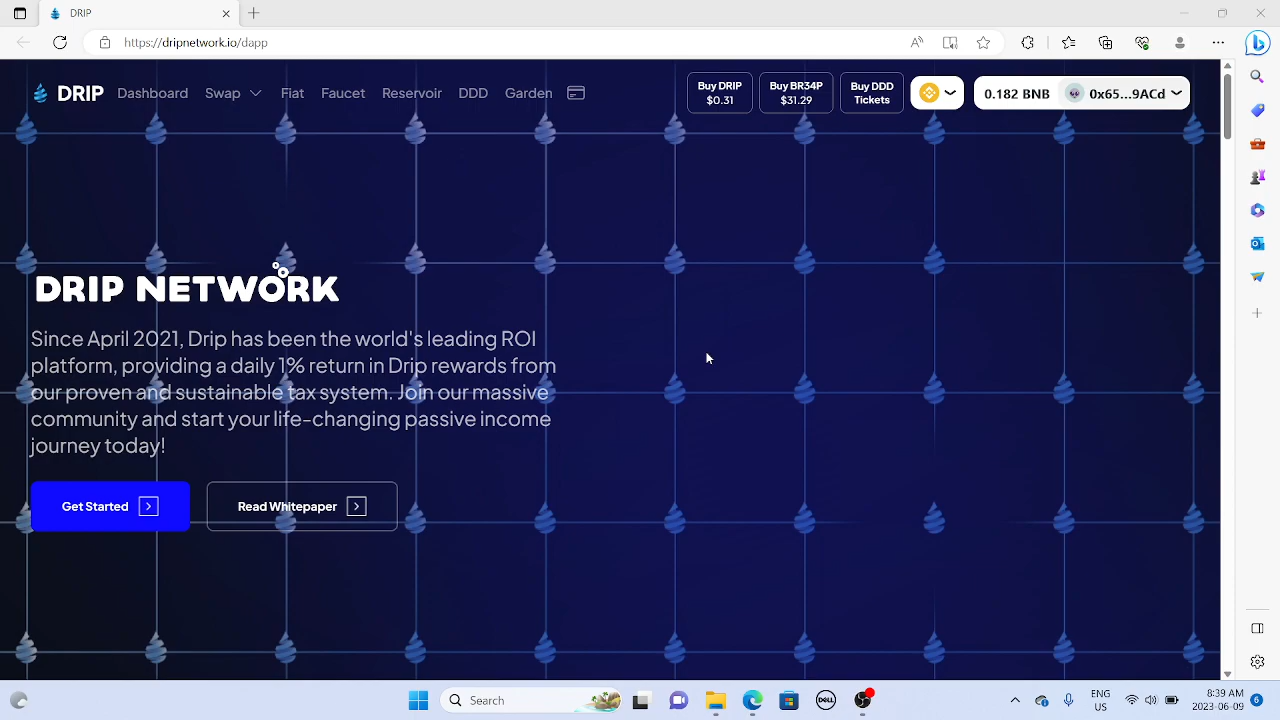 DRIP
https://dripnetwork.io/dapp
DRIP Dashboard Swap Fiat Faucet Reservoir DDD Garden
Buy DRIP
$0.31
Buy BR34P
$31.29
Buy DDD
Tickets
0.182 BNB 0x65...9ACd
DRIP NETWORK
Since April 2021, Drip has been the world's leading ROI
platform, providing a daily 1% return in Drip rewards from
our proven and sustainable tax system. Join our massive
community and start your life-changing passive income
journey today!
Get Started
Read Whitepaper
Search
DELL
ENG
US
8:39 AM
2023-06-09
6